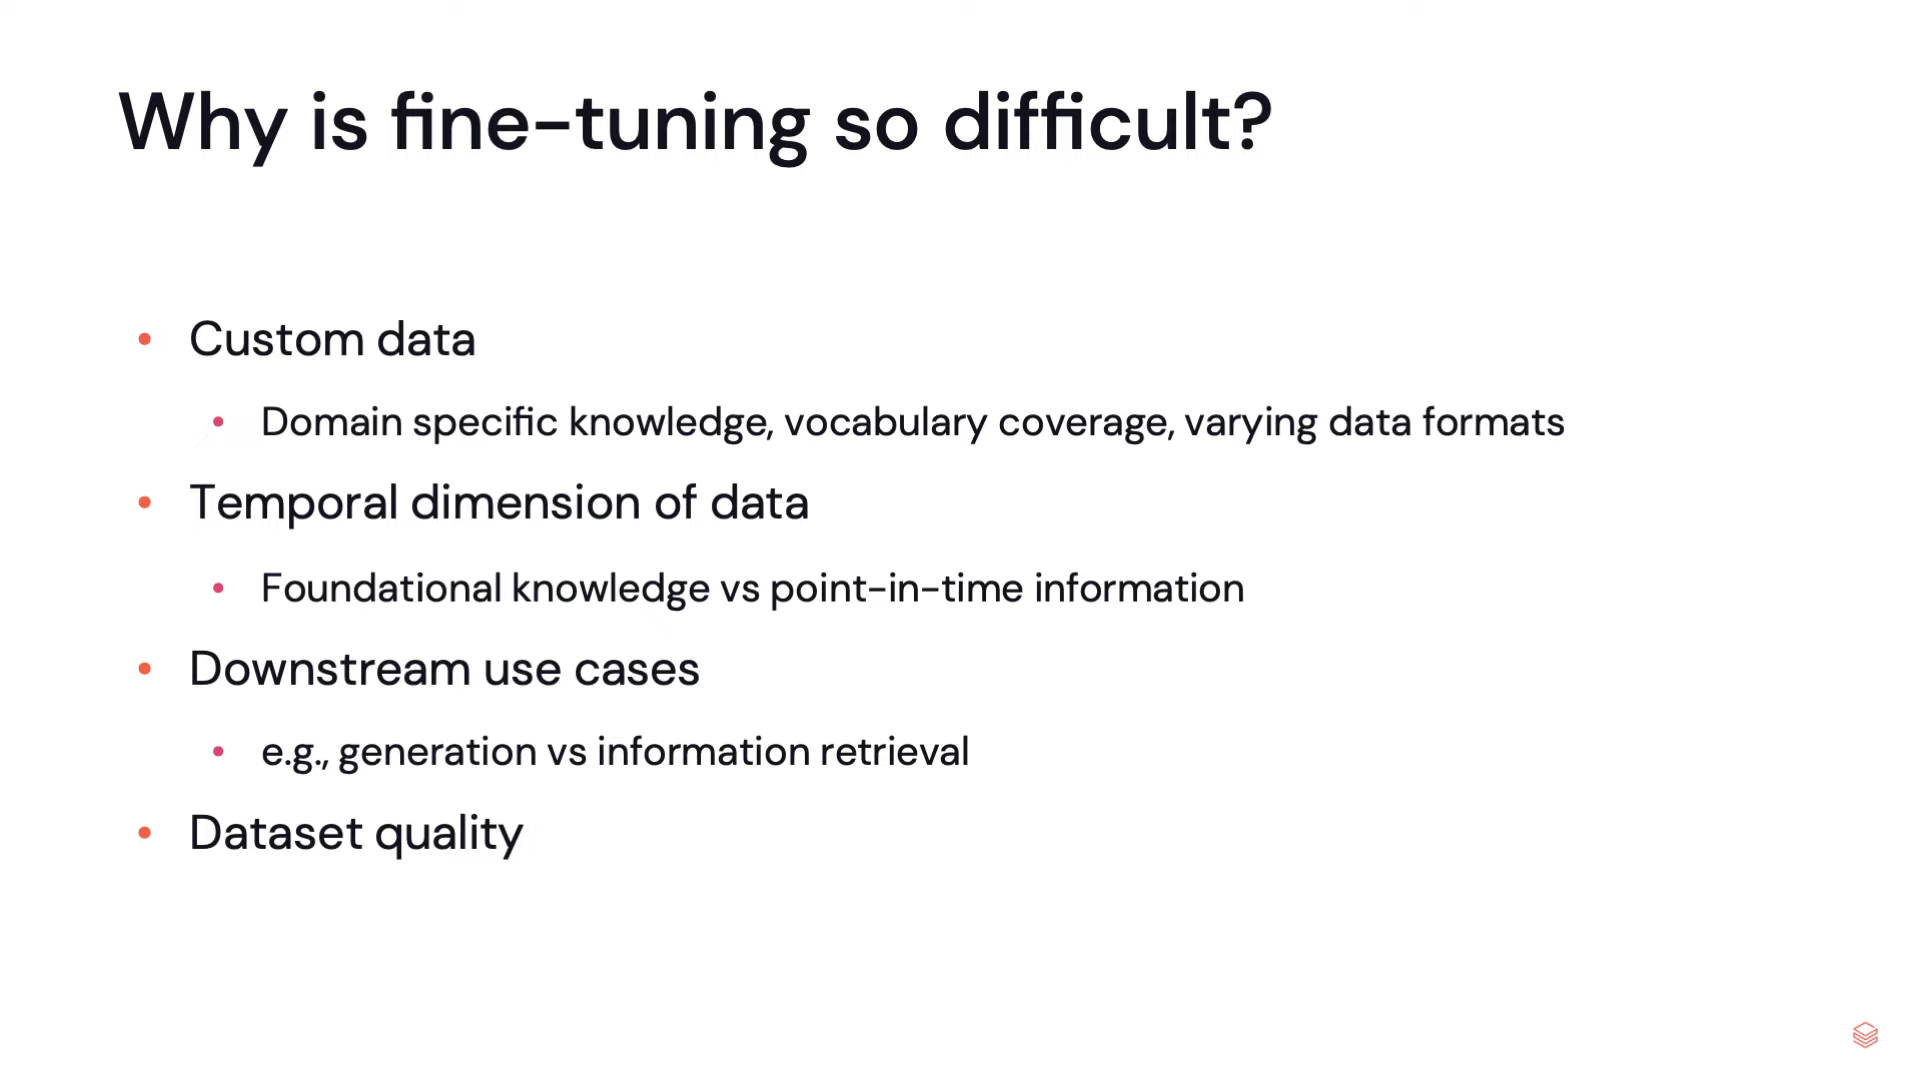 Why is fine-tuning so difficult?
• Custom data
• Domain specific knowledge, vocabulary coverage, varying data formats
• Temporal dimension of data
• Foundational knowledge vs point-in-time information
• Downstream use cases
• e.g., generation vs information retrieval
• Dataset quality